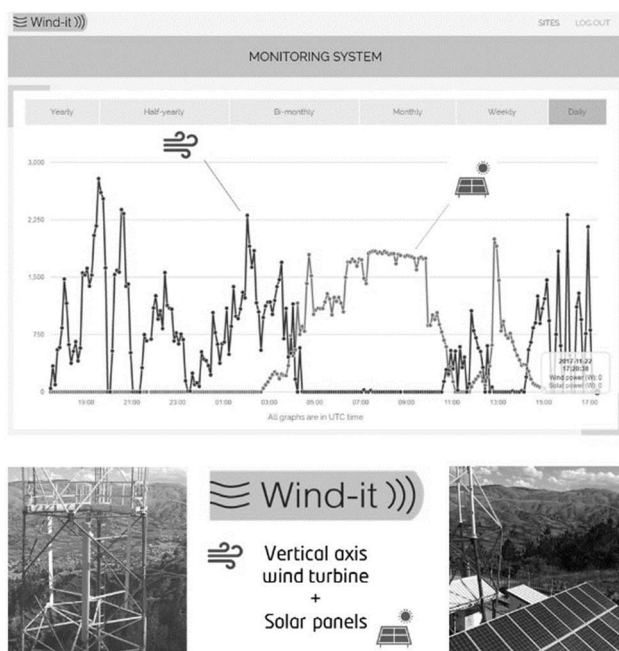 Wind-it
SITES LOG OUT
MONITORING SYSTEM
Yearly Half-yearly Bi-monthly Monthly Weekly Daily
3,000
2,250
1,500
750
0
2017-11-22
17:20:30
Wind power (W): 0
Solar power (W): 0
19:00 21:00 23:00 01:00 03:00 05:00 07:00 09:00 11:00 13:00 15:00 17:00
All graphs are in UTC time
Wind-it
Vertical axis
wind turbine
+
Solar panels